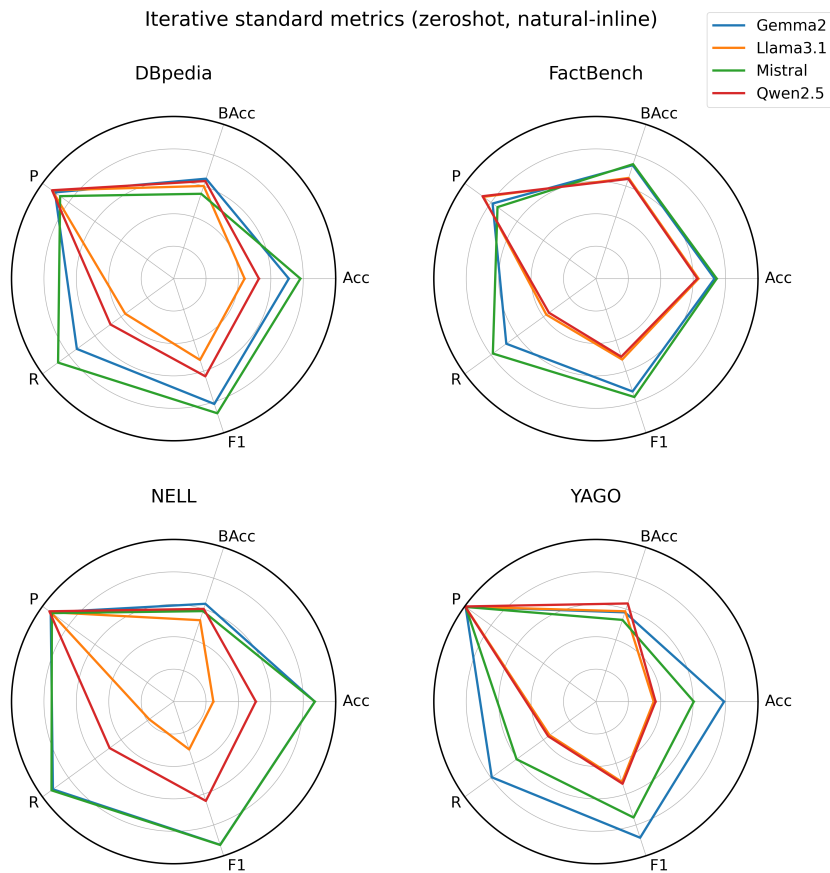 Iterative standard metrics (zeroshot, natural-inline)
Gemma2
Llama3.1
Mistral
Qwen2.5
DBpedia
BAcc
P
Acc
R
F1
FactBench
BAcc
P
Acc
R
F1
NELL
BAcc
P
Acc
R
F1
YAGO
BAcc
P
Acc
R
F1